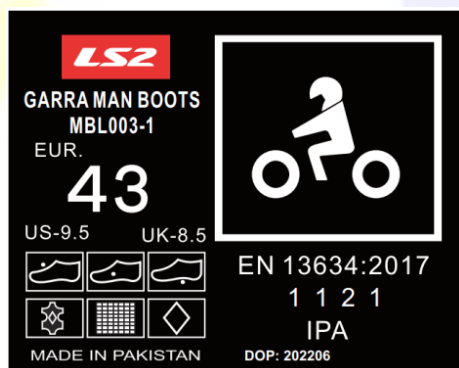 LS2
GARRA MAN BOOTS
MBL003-1
EUR.
43
US-9.5 UK-8.5
MADE IN PAKISTAN
EN 13634:2017
1 1 2 1
IPA
DOP: 202206